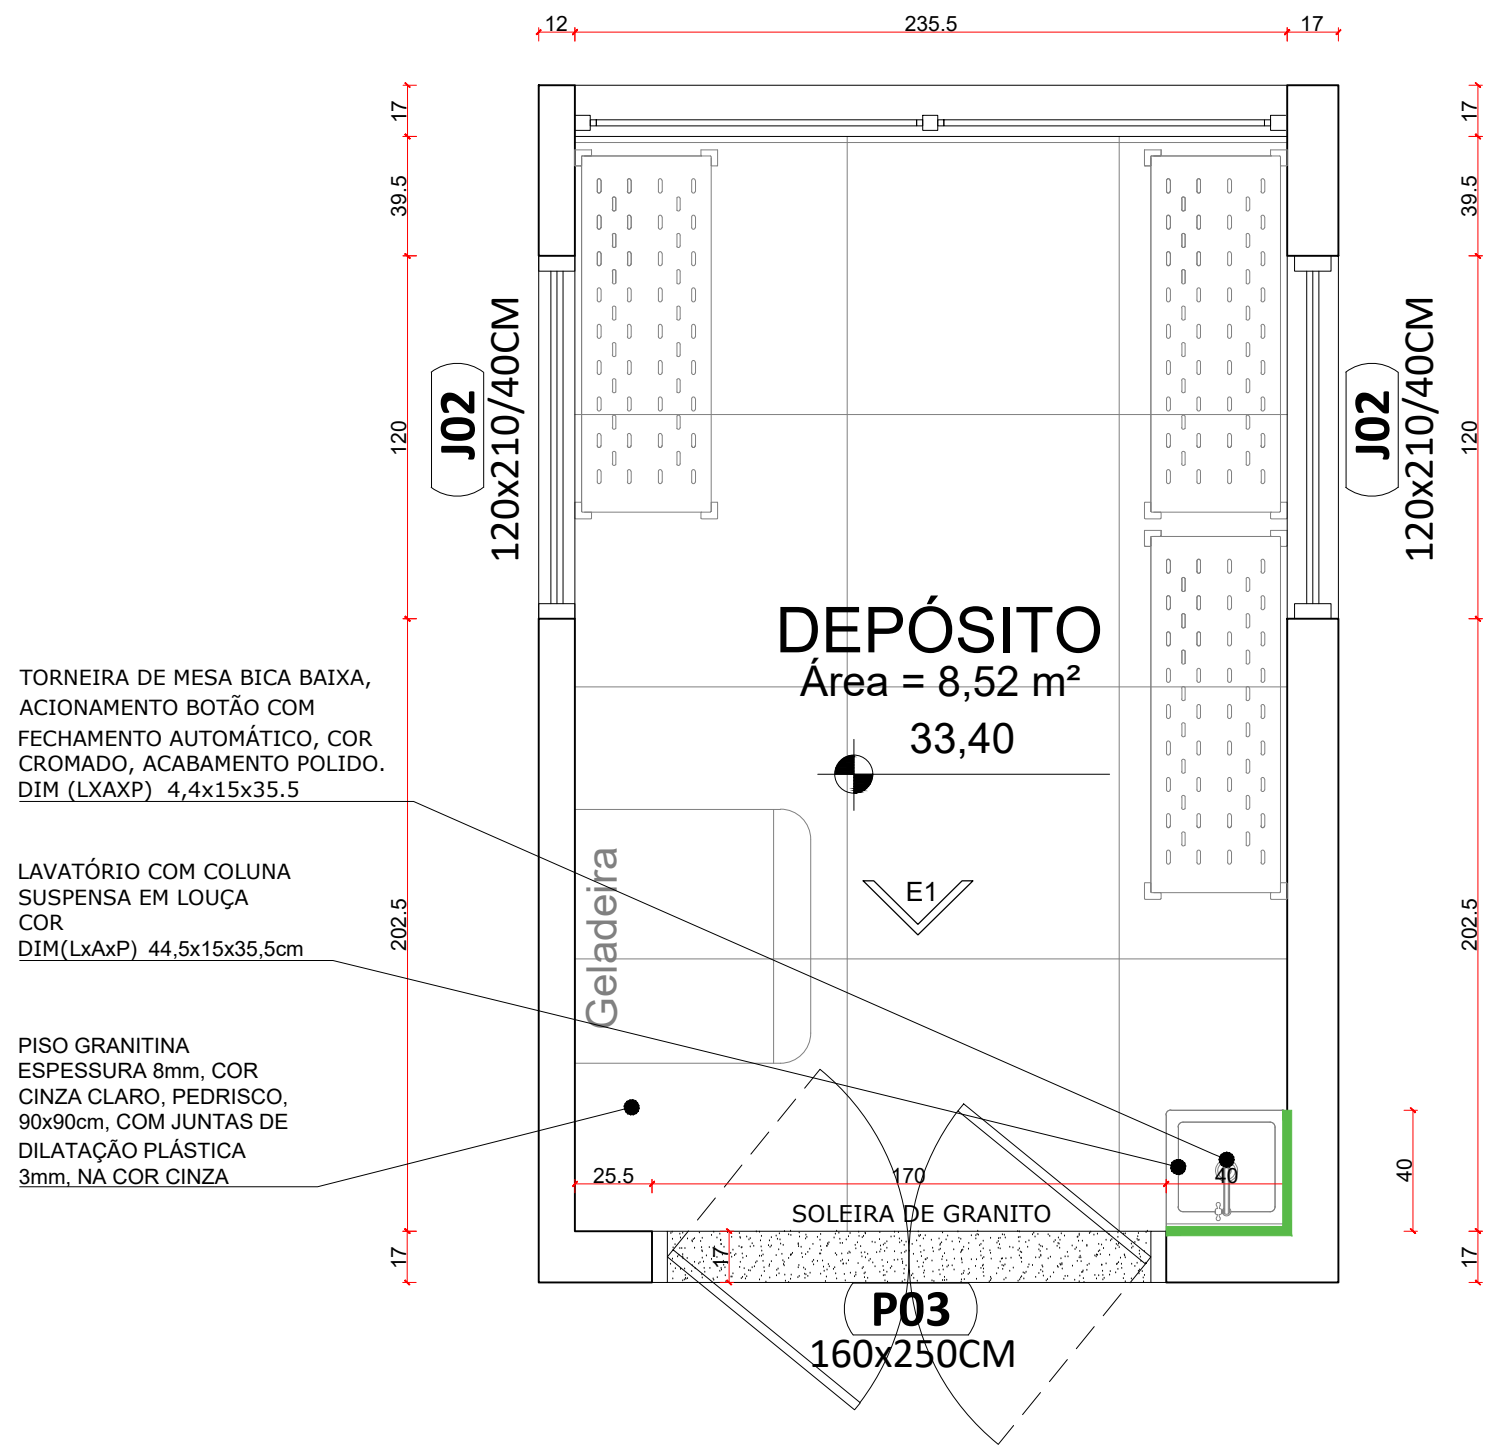 12
235.5
17
17
39.5
120
202.5
17
17
39.5
120
202.5
17
40
J02
120x210/40CM
J02
120x210/40CM
DEPÓSITO
Área = 8,52 m²
33,40
E1
Geladeira
TORNEIRA DE MESA BICA BAIXA,
ACIONAMENTO BOTÃO COM
FECHAMENTO AUTOMÁTICO, COR
CROMADO, ACABAMENTO POLIDO.
DIM (LXAXP) 4,4x15x35.5
LAVATÓRIO COM COLUNA
SUSPENSA EM LOUÇA
COR
DIM(LxAxP) 44,5x15x35,5cm
PISO GRANITINA
ESPESSURA 8mm, COR
CINZA CLARO, PEDRISCO,
90x90cm, COM JUNTAS DE
DILATAÇÃO PLÁSTICA
3mm, NA COR CINZA
25.5
170
40
SOLEIRA DE GRANITO
17
P03
160x250CM